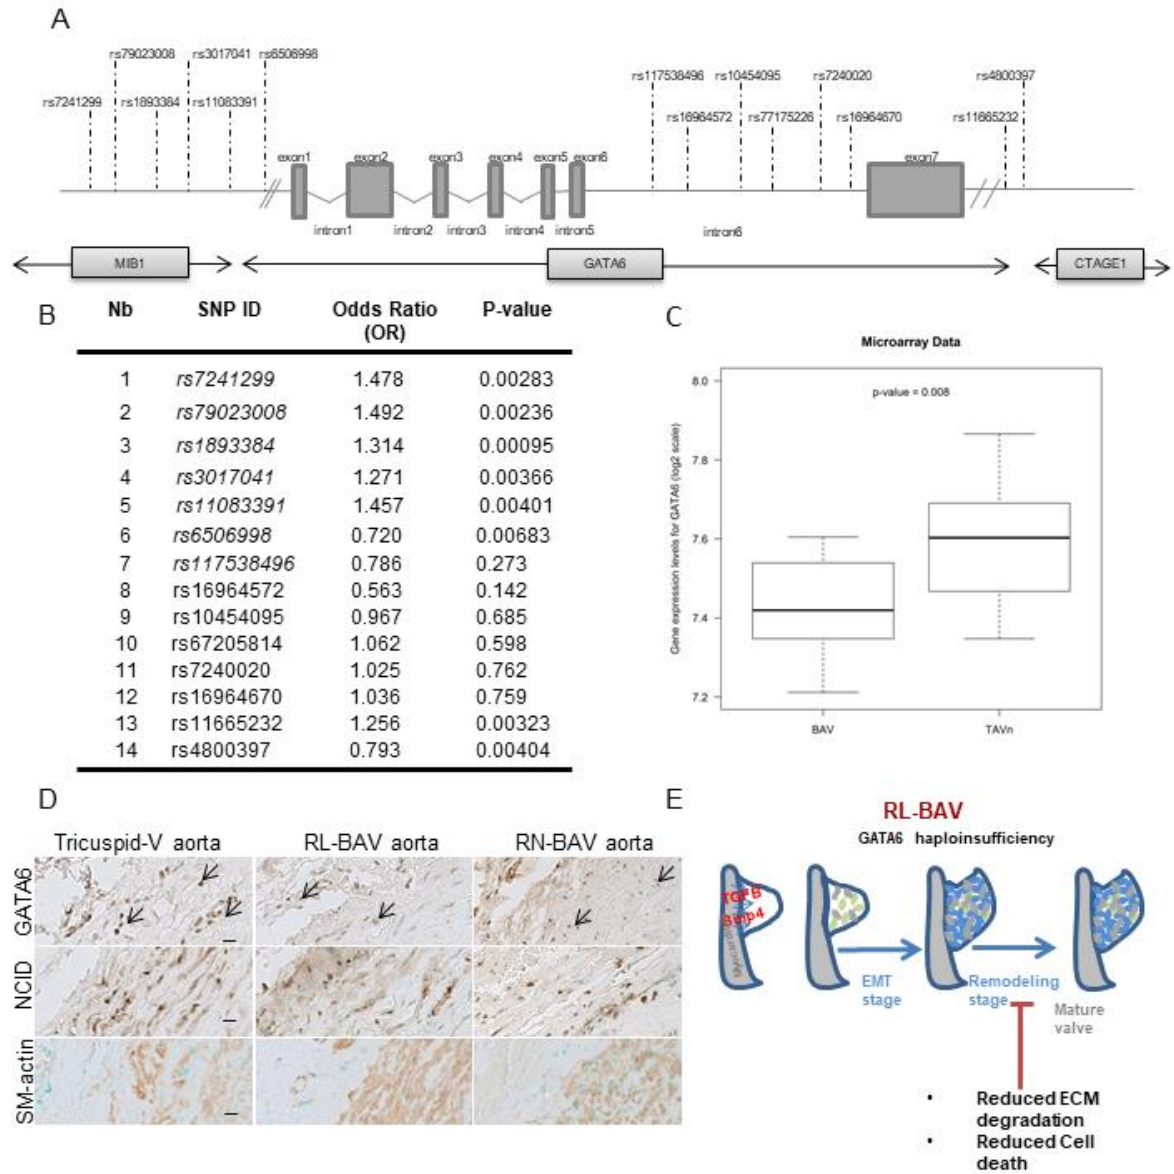 A
rs79023008 rs3017041 rs6506998
rs117538496 rs10454095 rs7240020 rs4800397
rs7241299 rs1893384 rs11083391
rs16964572 rs77175226 rs16964670 rs11665232
exon1 exon2 exon3 exon4 exon5 exon6 exon7
intron1 intron2 intron3 intron4 intron5 intron6
MIB1 GATA6 CTAGE1
B
Nb SNP ID Odds Ratio (OR) P-value
1 rs7241299 1.478 0.00283
2 rs79023008 1.492 0.00236
3 rs1893384 1.314 0.00095
4 rs3017041 1.271 0.00366
5 rs11083391 1.457 0.00401
6 rs6506998 0.720 0.00683
7 rs117538496 0.786 0.273
8 rs16964572 0.563 0.142
9 rs10454095 0.967 0.685
10 rs67205814 1.062 0.598
11 rs7240020 1.025 0.762
12 rs16964670 1.036 0.759
13 rs11665232 1.256 0.00323
14 rs4800397 0.793 0.00404
C
Microarray Data
p-value = 0.008
Gene expression levels for GATA6 (log2 scale)
8.0
7.8
7.6
7.4
7.2
BAV TAVn
D
Tricuspid-V aorta RL-BAV aorta RN-BAV aorta
GATA6
NCID
SM-actin
E
RL-BAV
GATA6 haploinsufficiency
TGFB
Bmp4
EMT
stage
Remodeling
stage
Mature
valve
• Reduced ECM
degradation
• Reduced Cell
death